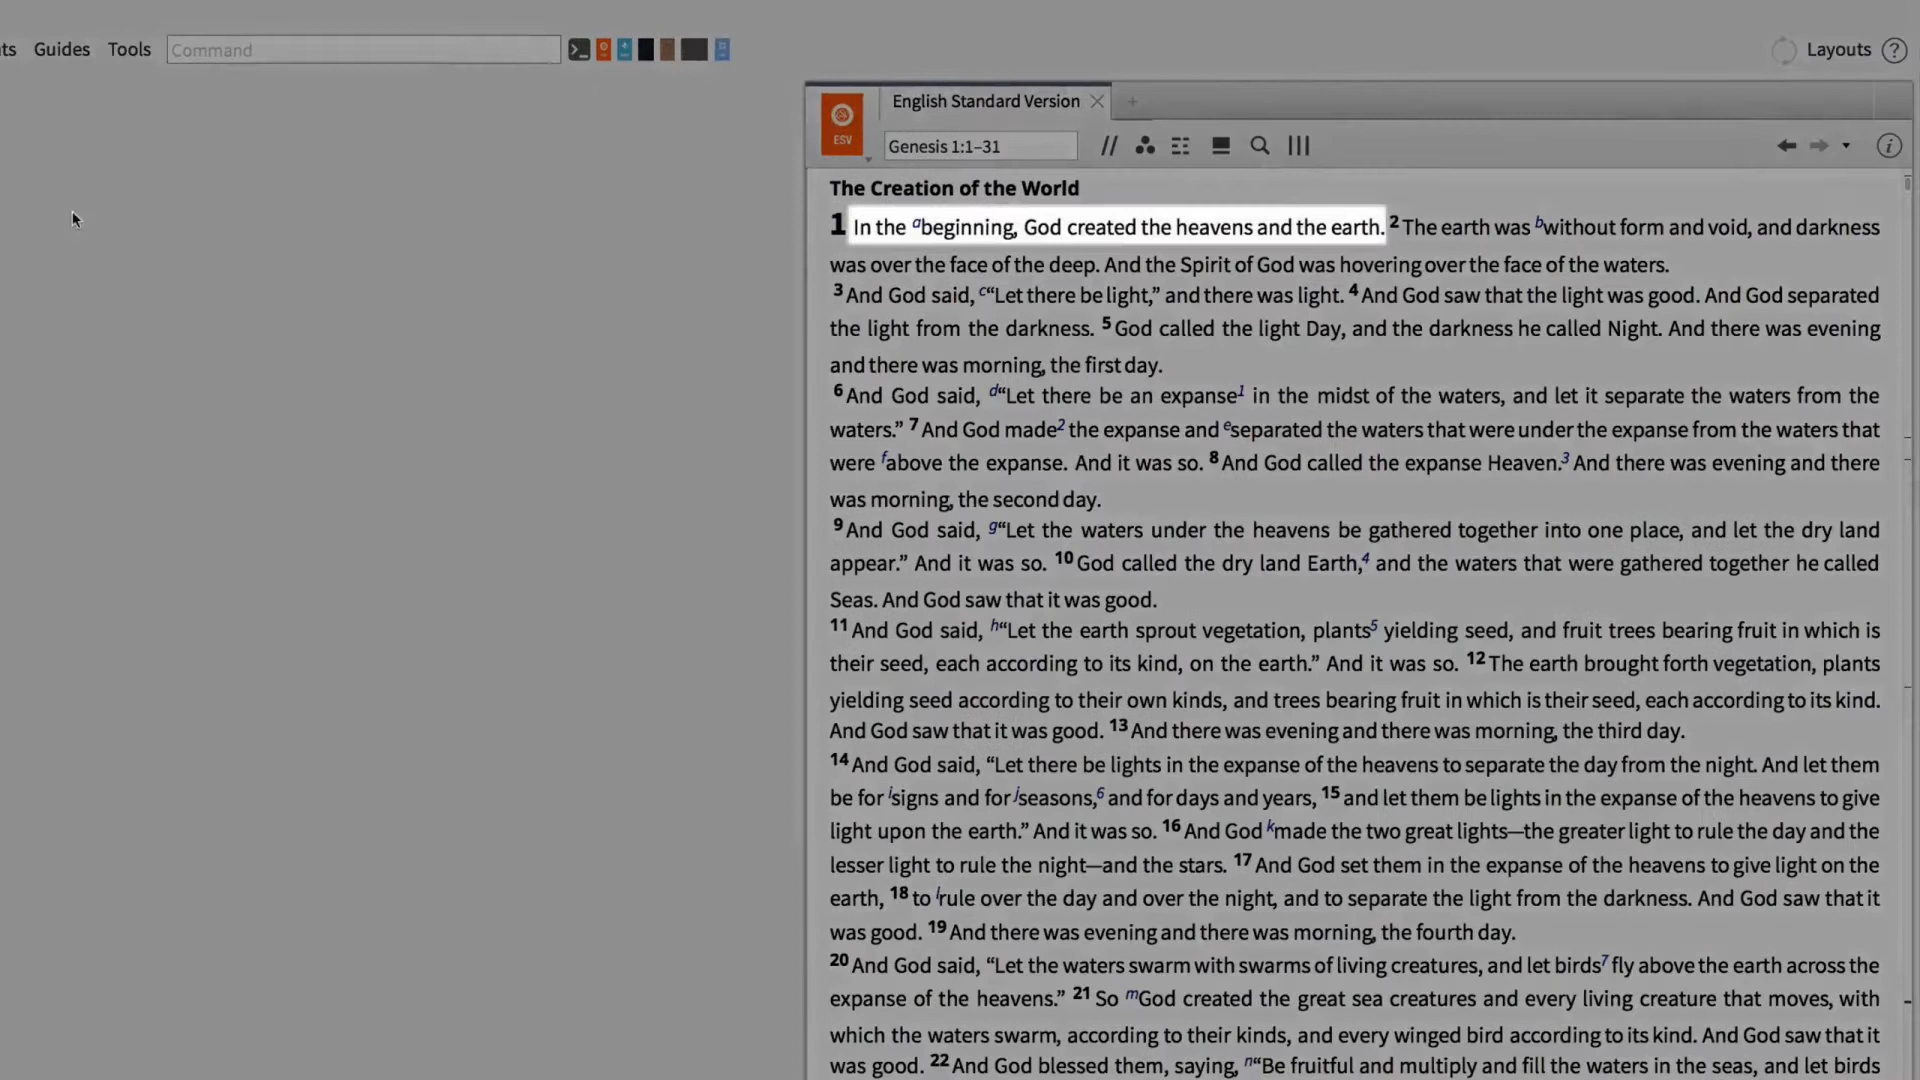 ts Guides Tools Command Layouts ?
English Standard Version
ESV
Genesis 1:1–31
The Creation of the World
1 In the a beginning, God created the heavens and the earth. 2 The earth was b without form and void, and darkness
was over the face of the deep. And the Spirit of God was hovering over the face of the waters.
3 And God said, c “Let there be light,” and there was light. 4 And God saw that the light was good. And God separated
the light from the darkness. 5 God called the light Day, and the darkness he called Night. And there was evening
and there was morning, the first day.
6 And God said, d “Let there be an expanse1 in the midst of the waters, and let it separate the waters from the
waters.” 7 And God made2 the expanse and e separated the waters that were under the expanse from the waters that
were f above the expanse. And it was so. 8 And God called the expanse Heaven.3 And there was evening and there
was morning, the second day.
9 And God said, g “Let the waters under the heavens be gathered together into one place, and let the dry land
appear.” And it was so. 10 God called the dry land Earth,4 and the waters that were gathered together he called
Seas. And God saw that it was good.
11 And God said, h “Let the earth sprout vegetation, plants5 yielding seed, and fruit trees bearing fruit in which is
their seed, each according to its kind, on the earth.” And it was so. 12 The earth brought forth vegetation, plants
yielding seed according to their own kinds, and trees bearing fruit in which is their seed, each according to its kind.
And God saw that it was good. 13 And there was evening and there was morning, the third day.
14 And God said, “Let there be lights in the expanse of the heavens to separate the day from the night. And let them
be for i signs and for j seasons,6 and for days and years, 15 and let them be lights in the expanse of the heavens to give
light upon the earth.” And it was so. 16 And God k made the two great lights—the greater light to rule the day and the
lesser light to rule the night—and the stars. 17 And God set them in the expanse of the heavens to give light on the
earth, 18 to l rule over the day and over the night, and to separate the light from the darkness. And God saw that it
was good. 19 And there was evening and there was morning, the fourth day.
20 And God said, “Let the waters swarm with swarms of living creatures, and let birds7 fly above the earth across the
expanse of the heavens.” 21 So m God created the great sea creatures and every living creature that moves, with
which the waters swarm, according to their kinds, and every winged bird according to its kind. And God saw that it
was good. 22 And God blessed them, saying, n “Be fruitful and multiply and fill the waters in the seas, and let birds